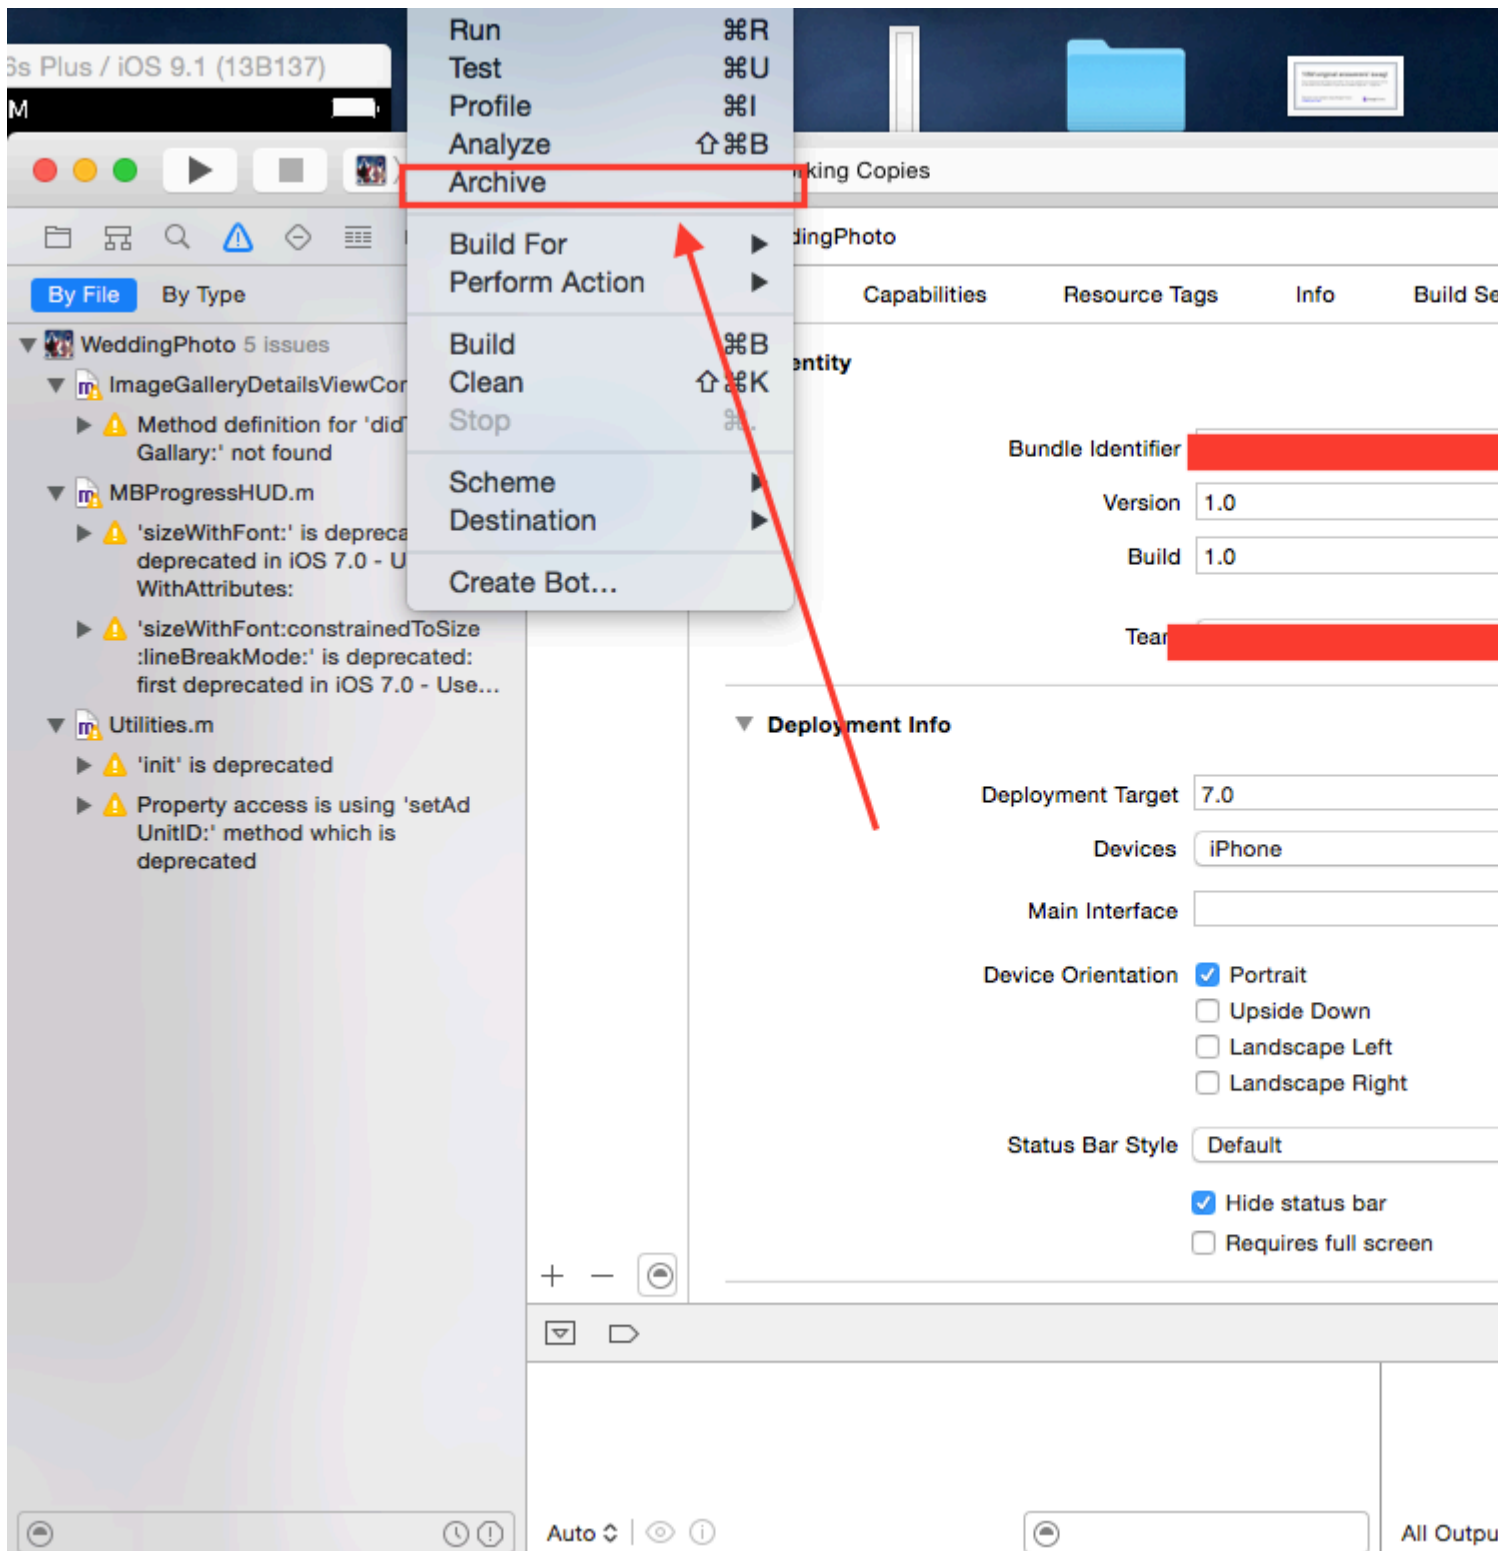 6s Plus / iOS 9.1 (13B137)
M
Run ⌘R
Test ⌘U
Profile ⌘I
Analyze ⇧⌘B
Archive
Build For ▶
Perform Action ▶
Build ⌘B
Clean ⇧⌘K
Stop ⌘.
Scheme ▶
Destination ▶
Create Bot...
rking Copies
dingPhoto
Capabilities Resource Tags Info Build Se
By File By Type
WeddingPhoto 5 issues
ImageGalleryDetailsViewCor
Method definition for 'did
Gallary:' not found
MBProgressHUD.m
'sizeWithFont:' is depreca
deprecated in iOS 7.0 - U
WithAttributes:
'sizeWithFont:constrainedToSize
:lineBreakMode:' is deprecated:
first deprecated in iOS 7.0 - Use...
Utilities.m
'init' is deprecated
Property access is using 'setAd
UnitID:' method which is
deprecated
entity
Bundle Identifier
Version 1.0
Build 1.0
Tear
Deployment Info
Deployment Target 7.0
Devices iPhone
Main Interface
Device Orientation Portrait
Upside Down
Landscape Left
Landscape Right
Status Bar Style Default
Hide status bar
Requires full screen
Auto
All Outpu